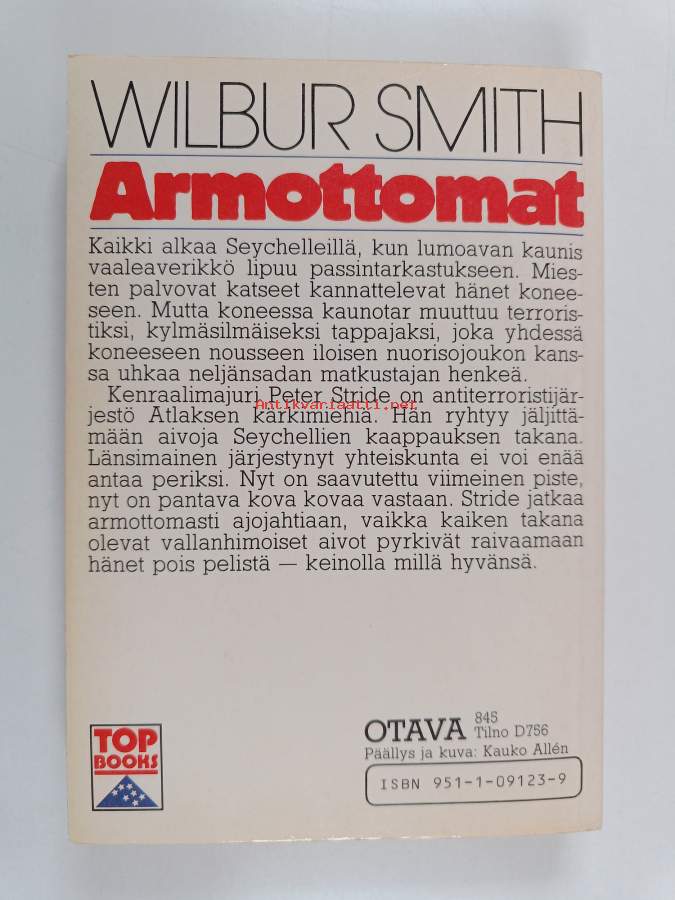 WILBUR SMITH
Armottomat
Kaikki alkaa Seychelleillä, kun lumoavan kaunis
vaaleaverikkö lipuu passintarkastukseen. Mies-
ten palvovat katseet kannattelevat hänet konee-
seen. Mutta koneessa kaunotar muuttuu terroris-
tiksi, kylmäsilmäiseksi tappajaksi, joka yhdessä
koneeseen nousseen iloisen nuorisojoukon kans-
sa uhkaa neljänsadan matkustajan henkeä.
Kenraalimajuri Peter Stride on antiterroristijär-
jestö Atlaksen kärkimiehiä. Hän ryhtyy jäljittä-
Antikvariaatti.net
mään aivoja Seychellien kaappauksen takana.
Länsimainen järjestynyt yhteiskunta ei voi enää
antaa periksi. Nyt on saavutettu viimeinen piste,
nyt on pantava kova kovaa vastaan. Stride jatkaa
armottomasti ajojahtiaan, vaikka kaiken takana
olevat vallanhimoiset aivot pyrkivät raivaamaan
hänet pois pelistä — keinolla millä hyvänsä.
TOP
BOOKS
OTAVA 845
Tilno D756
Päällys ja kuva: Kauko Allén
ISBN 951-1-09123-9